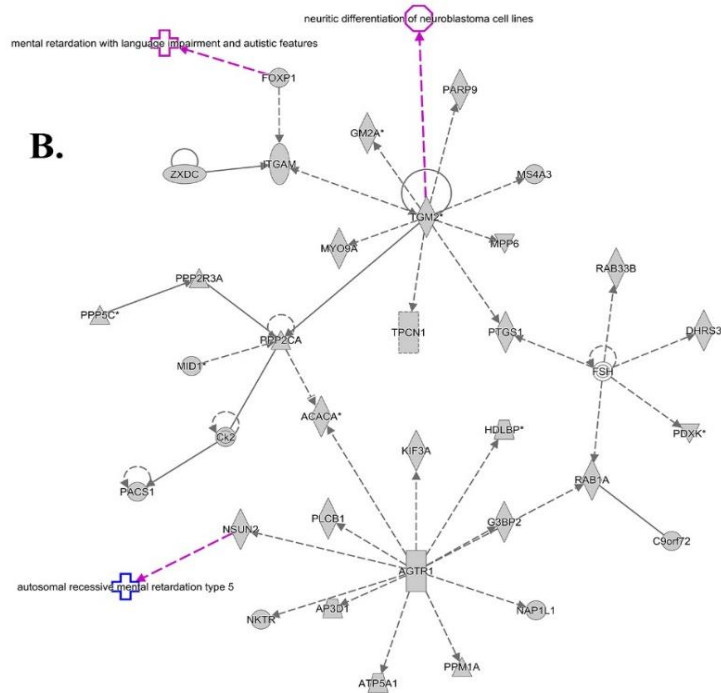 neuritic differentiation of neuroblastoma cell lines
mental retardation with language impairment and autistic features
FOXP1
PARP9
B.
GM2A*
ZXDC
ITGAM
MS4A3
TGM2*
MYO9A
MPP6
RAB33B
PPP2R3A
PPP5C*
TPCN1
PTGS1
DHRS3
PPP2CA
MID1*
FSH
ACACA*
HDLBP*
PDXK*
Ck2
KIF3A
PACS1
RAB1A
NSUN2
PLCB1
G3BP2
C9orf72
AGTR1
autosomal recessive mental retardation type 5
NKTR
AP3D1
NAP1L1
ATP5A1
PPM1A